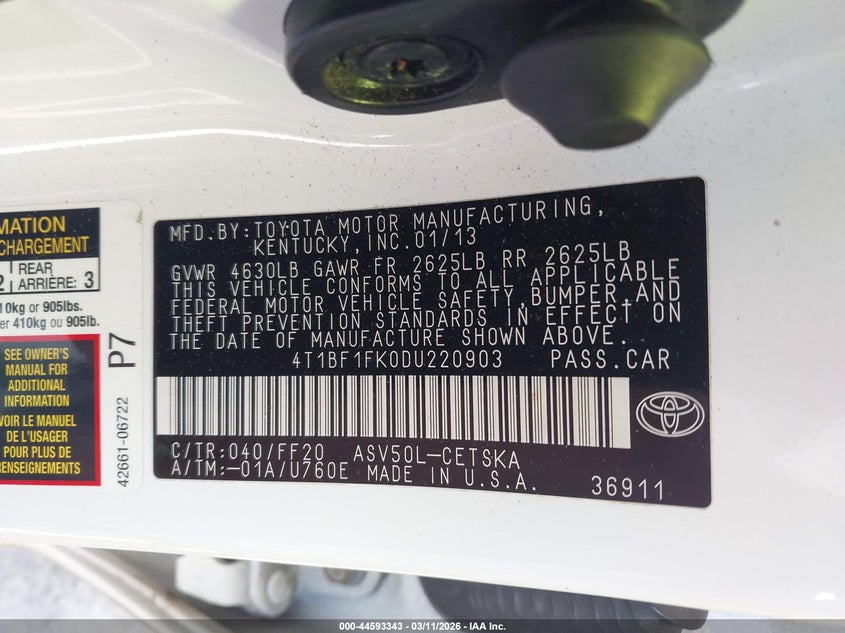 MATION
CHARGEMENT
2
REAR
ARRIÈRE: 3
10kg or 905lbs.
er 410kg ou 905lb.
SEE OWNER'S
MANUAL FOR
ADDITIONAL
INFORMATION
VOIR LE MANUEL
DE L'USAGER
POUR PLUS DE
RENSEIGNEMENTS
P7
42661-06722
MFD. BY: TOYOTA MOTOR MANUFACTURING,
KENTUCKY, INC. 01/13
GVWR 4630LB GAWR FR 2625LB RR 2625LB
THIS VEHICLE CONFORMS TO ALL APPLICABLE
FEDERAL MOTOR VEHICLE SAFETY, BUMPER, AND
THEFT PREVENTION STANDARDS IN EFFECT ON
THE DATE OF MANUFACTURE SHOWN ABOVE.
4T1BF1FK0DU220903 PASS.CAR
C/TR: 040/FF20 ASV50L-CETSKA
A/TM: -01A/U760E MADE IN U.S.A.
36911
000-44593343 - 03/11/2026 - IAA Inc.